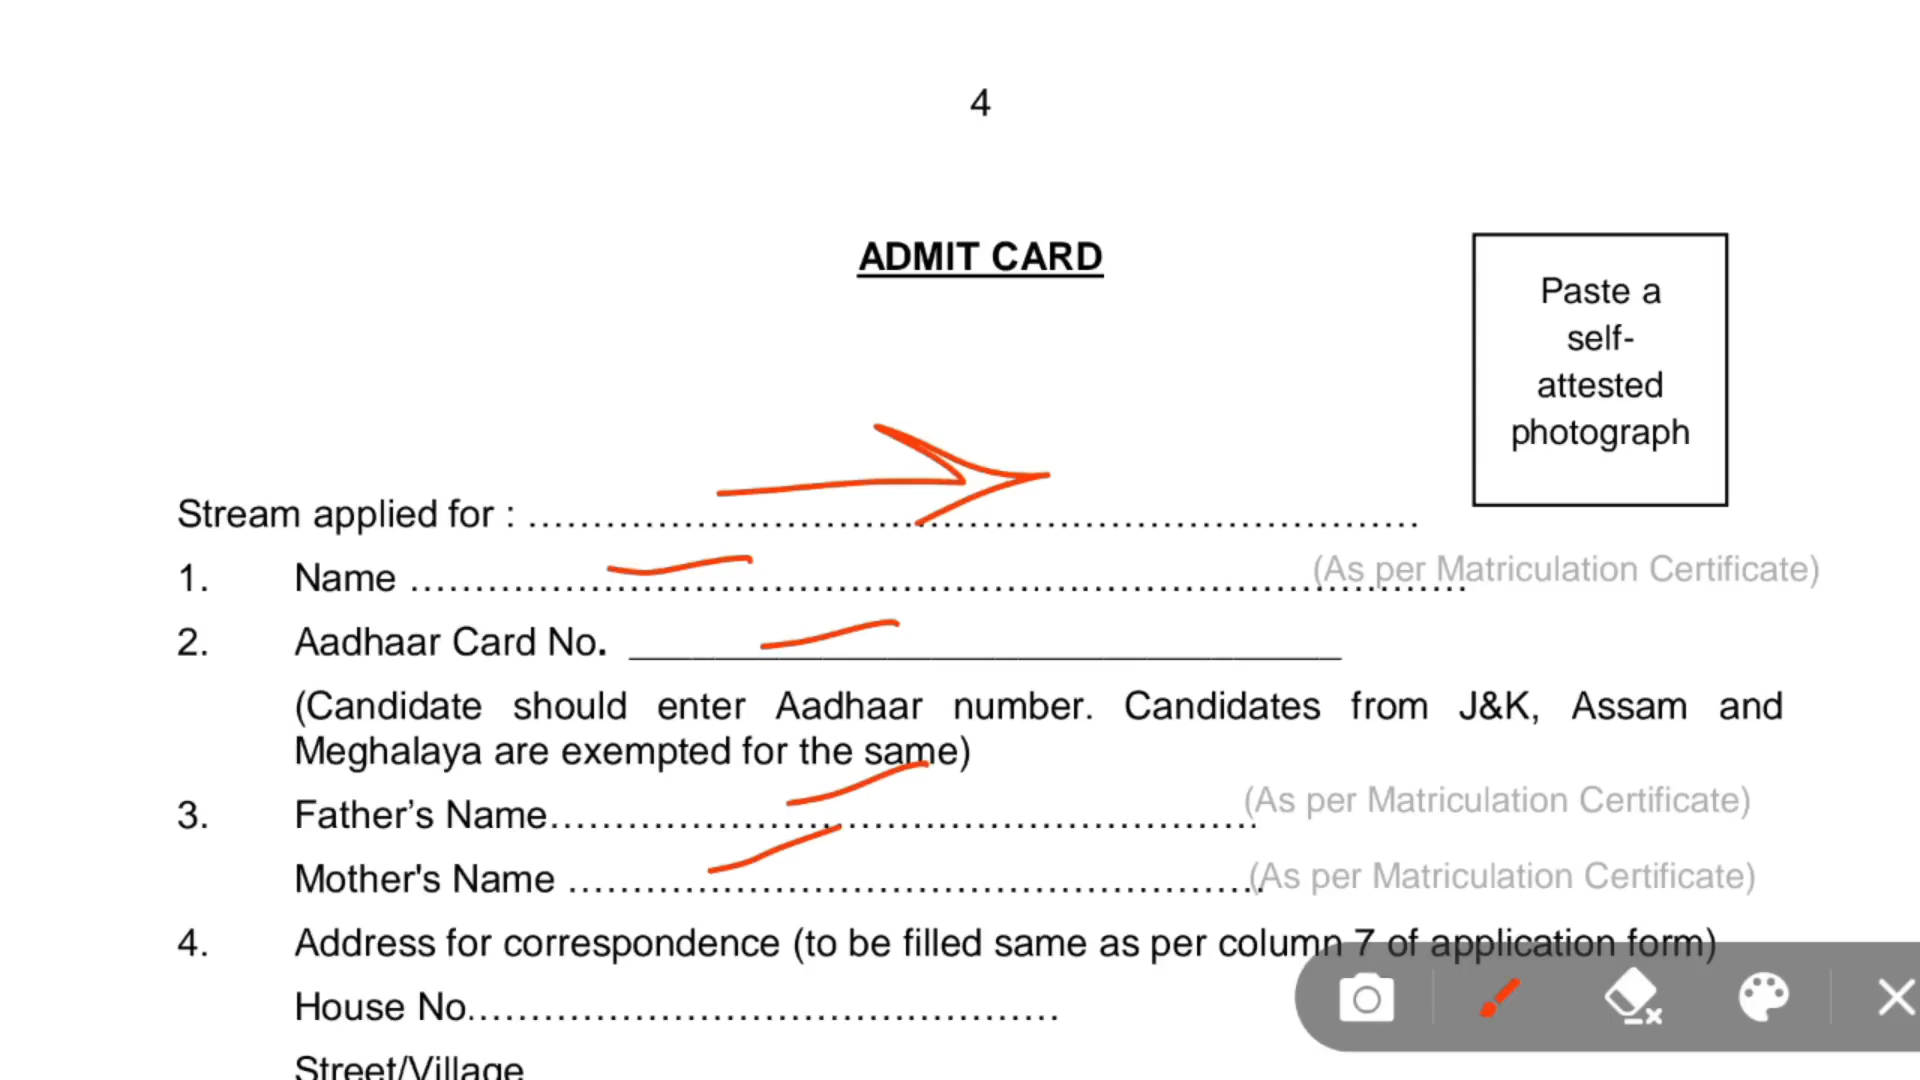 4
ADMIT CARD
Paste a
self-
attested
photograph
Stream applied for : ......................................................................
1. Name .................................................................................. (As per Matriculation Certificate)
2. Aadhaar Card No. _________________________________
(Candidate should enter Aadhaar number. Candidates from J&K, Assam and
Meghalaya are exempted for the same)
3. Father’s Name....................................................... (As per Matriculation Certificate)
Mother's Name ...................................................... (As per Matriculation Certificate)
4. Address for correspondence (to be filled same as per column 7 of application form)
House No..............................................
Street/Village